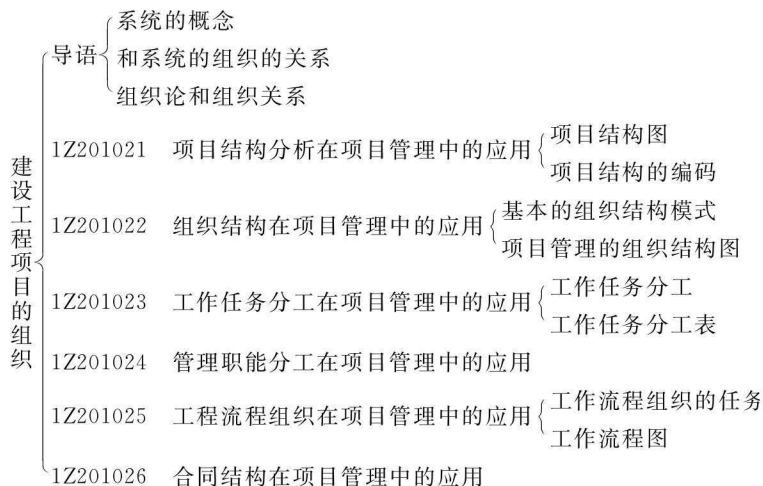 建设工程项目的组织
导语
系统的概念
和系统的组织的关系
组织论和组织关系
1Z201021 项目结构分析在项目管理中的应用
项目结构图
项目结构的编码
1Z201022 组织结构在项目管理中的应用
基本的组织结构模式
项目管理的组织结构图
1Z201023 工作任务分工在项目管理中的应用
工作任务分工
工作任务分工表
1Z201024 管理职能分工在项目管理中的应用
1Z201025 工程流程组织在项目管理中的应用
工作流程组织的任务
工作流程图
1Z201026 合同结构在项目管理中的应用